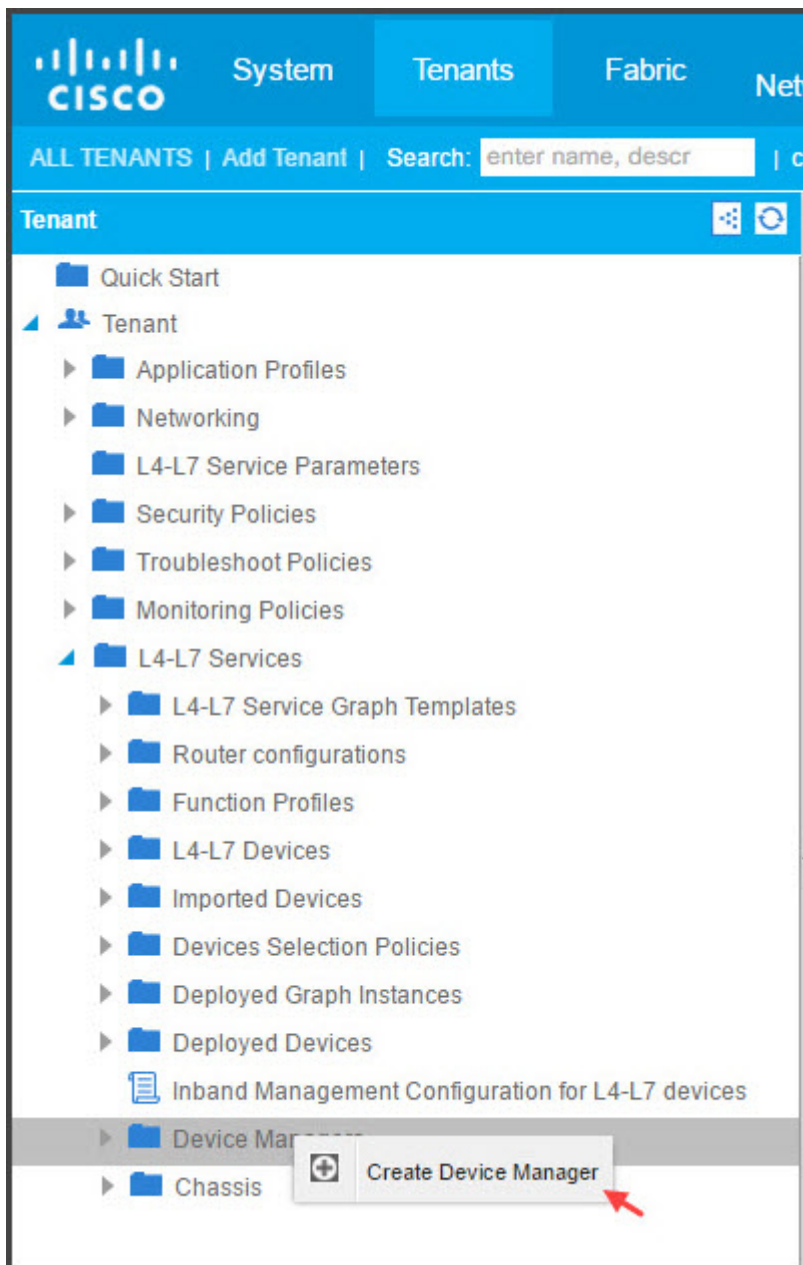 CISCO
System
Tenants
Fabric
ALL TENANTS | Add Tenant | Search: enter name, descr |
Tenant
Quick Start
Tenant
Application Profiles
Networking
L4-L7 Service Parameters
Security Policies
Troubleshoot Policies
Monitoring Policies
L4-L7 Services
L4-L7 Service Graph Templates
Router configurations
Function Profiles
L4-L7 Devices
Imported Devices
Devices Selection Policies
Deployed Graph Instances
Deployed Devices
Inband Management Configuration for L4-L7 devices
Device Managers
Create Device Manager
Chassis